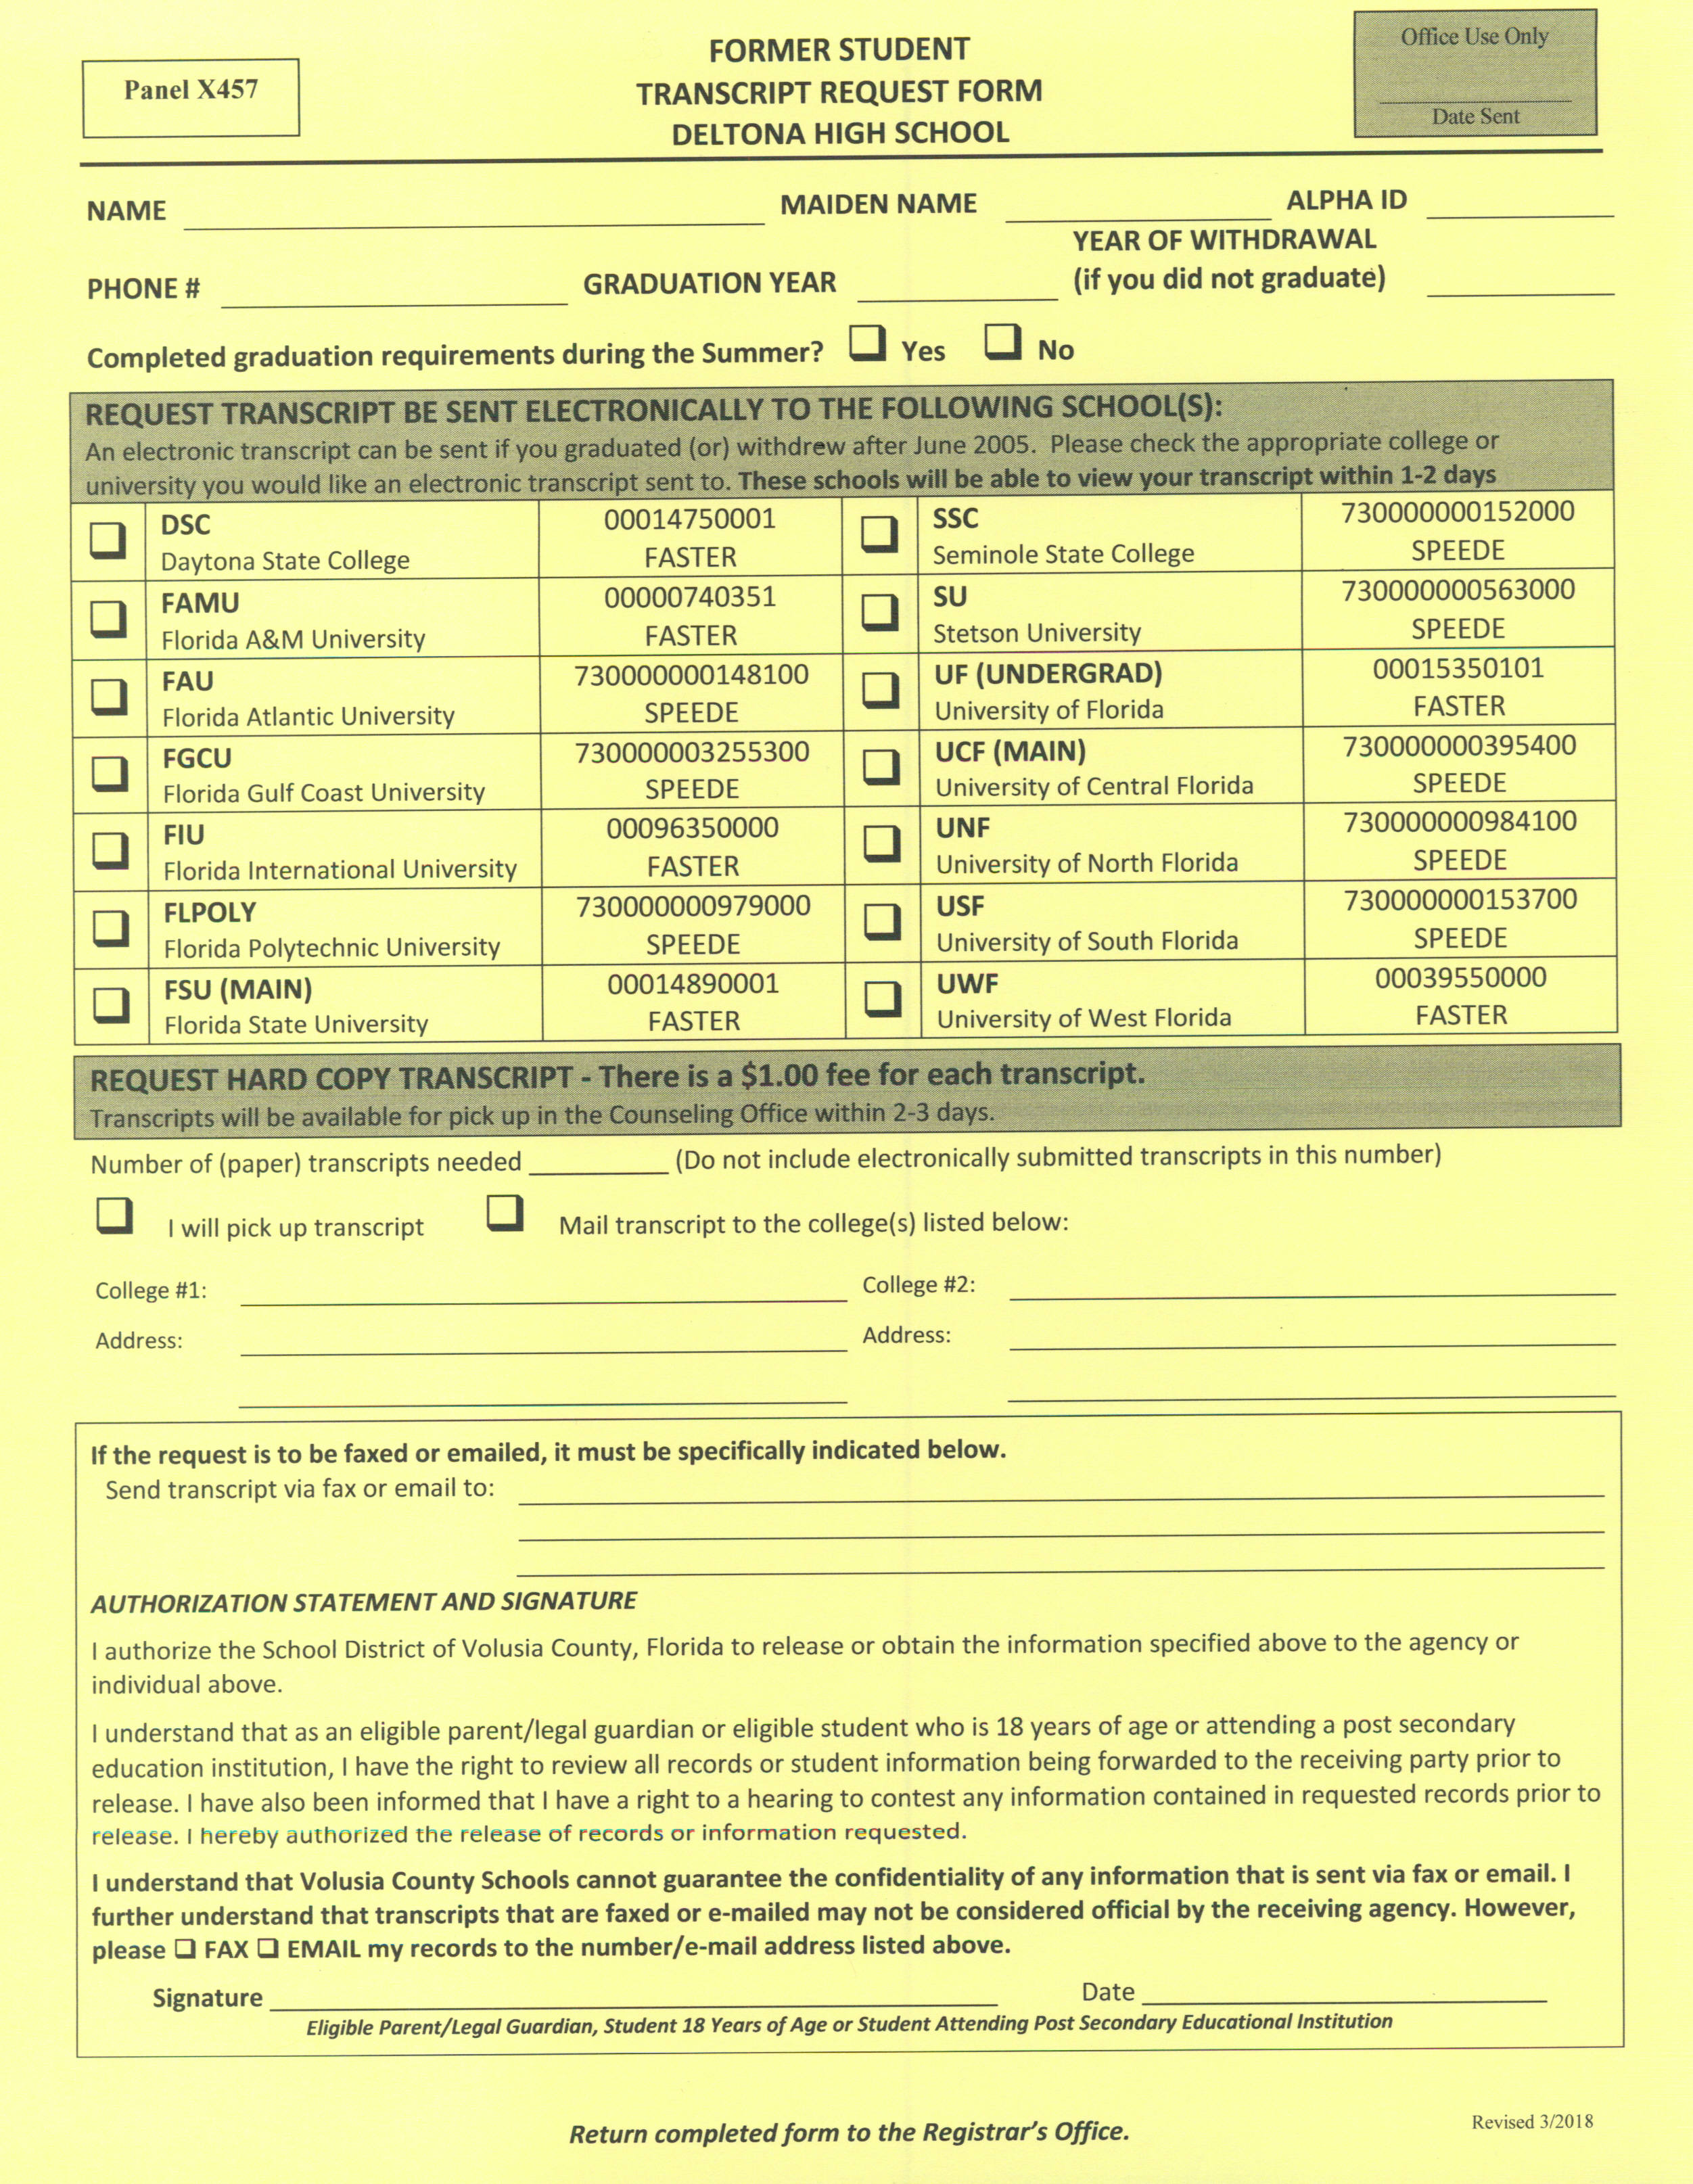 Panel X457
FORMER STUDENT
TRANSCRIPT REQUEST FORM
DELTONA HIGH SCHOOL
Office Use Only
Date Sent
NAME MAIDEN NAME ALPHA ID
YEAR OF WITHDRAWAL
PHONE # GRADUATION YEAR (if you did not graduate)
Completed graduation requirements during the Summer? ❑ Yes ❑ No
REQUEST TRANSCRIPT BE SENT ELECTRONICALLY TO THE FOLLOWING SCHOOL(S):
An electronic transcript can be sent if you graduated (or) withdrew after June 2005. Please check the appropriate college or
university you would like an electronic transcript sent to. These schools will be able to view your transcript within 1-2 days
❑ DSC 00014750001 ❑ SSC 730000000152000
Daytona State College FASTER Seminole State College SPEEDE
❑ FAMU 00000740351 ❑ SU 730000000563000
Florida A&M University FASTER Stetson University SPEEDE
❑ FAU 730000000148100 ❑ UF (UNDERGRAD) 00015350101
Florida Atlantic University SPEEDE University of Florida FASTER
❑ FGCU 730000003255300 ❑ UCF (MAIN) 730000000395400
Florida Gulf Coast University SPEEDE University of Central Florida SPEEDE
❑ FIU 00096350000 ❑ UNF 730000000984100
Florida International University FASTER University of North Florida SPEEDE
❑ FLPOLY 730000000979000 ❑ USF 730000000153700
Florida Polytechnic University SPEEDE University of South Florida SPEEDE
❑ FSU (MAIN) 00014890001 ❑ UWF 00039550000
Florida State University FASTER University of West Florida FASTER
REQUEST HARD COPY TRANSCRIPT - There is a $1.00 fee for each transcript.
Transcripts will be available for pick up in the Counseling Office within 2-3 days.
Number of (paper) transcripts needed __________ (Do not include electronically submitted transcripts in this number)
❑ I will pick up transcript ❑ Mail transcript to the college(s) listed below:
College #1: College #2:
Address: Address:
If the request is to be faxed or emailed, it must be specifically indicated below.
Send transcript via fax or email to:
AUTHORIZATION STATEMENT AND SIGNATURE
I authorize the School District of Volusia County, Florida to release or obtain the information specified above to the agency or
individual above.
I understand that as an eligible parent/legal guardian or eligible student who is 18 years of age or attending a post secondary
education institution, I have the right to review all records or student information being forwarded to the receiving party prior to
release. I have also been informed that I have a right to a hearing to contest any information contained in requested records prior to
release. I hereby authorized the release of records or information requested.
I understand that Volusia County Schools cannot guarantee the confidentiality of any information that is sent via fax or email. I
further understand that transcripts that are faxed or e-mailed may not be considered official by the receiving agency. However,
please ❑ FAX ❑ EMAIL my records to the number/e-mail address listed above.
Signature Date
Eligible Parent/Legal Guardian, Student 18 Years of Age or Student Attending Post Secondary Educational Institution
Return completed form to the Registrar's Office.
Revised 3/2018